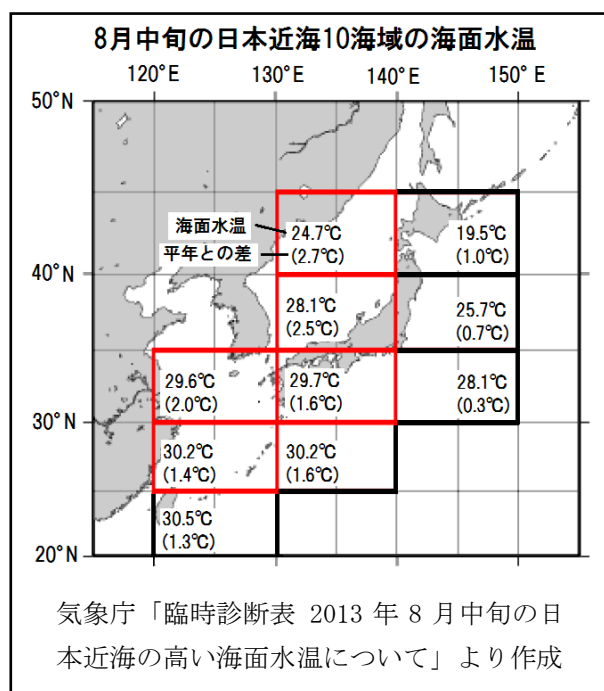 8月中旬の日本近海10海域の海面水温
120°E 130°E 140°E 150°E
50°N
海面水温
24.7℃
19.5℃
平年との差
(2.7℃)
(1.0℃)
40°N
28.1℃
25.7℃
(2.5℃)
(0.7℃)
29.6℃ 29.7℃ 28.1℃
(2.0℃) (1.6℃) (0.3℃)
30°N
30.2℃ 30.2℃
(1.4℃) (1.6℃)
30.5℃
(1.3℃)
20°N
気象庁「臨時診断表 2013 年 8 月中旬の日
本近海の高い海面水温について」より作成